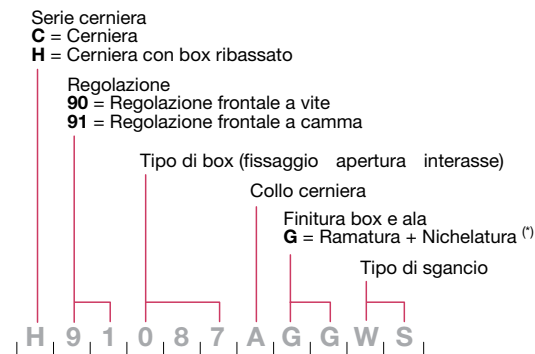 Serie cerniera
C = Cerniera
H = Cerniera con box ribassato
Regolazione
90 = Regolazione frontale a vite
91 = Regolazione frontale a camma
Tipo di box (fissaggio apertura interasse)
Collo cerniera
Finitura box e ala
G = Ramatura + Nichelatura (*)
Tipo di sgancio
H 9 1 0 8 7 A G G W S